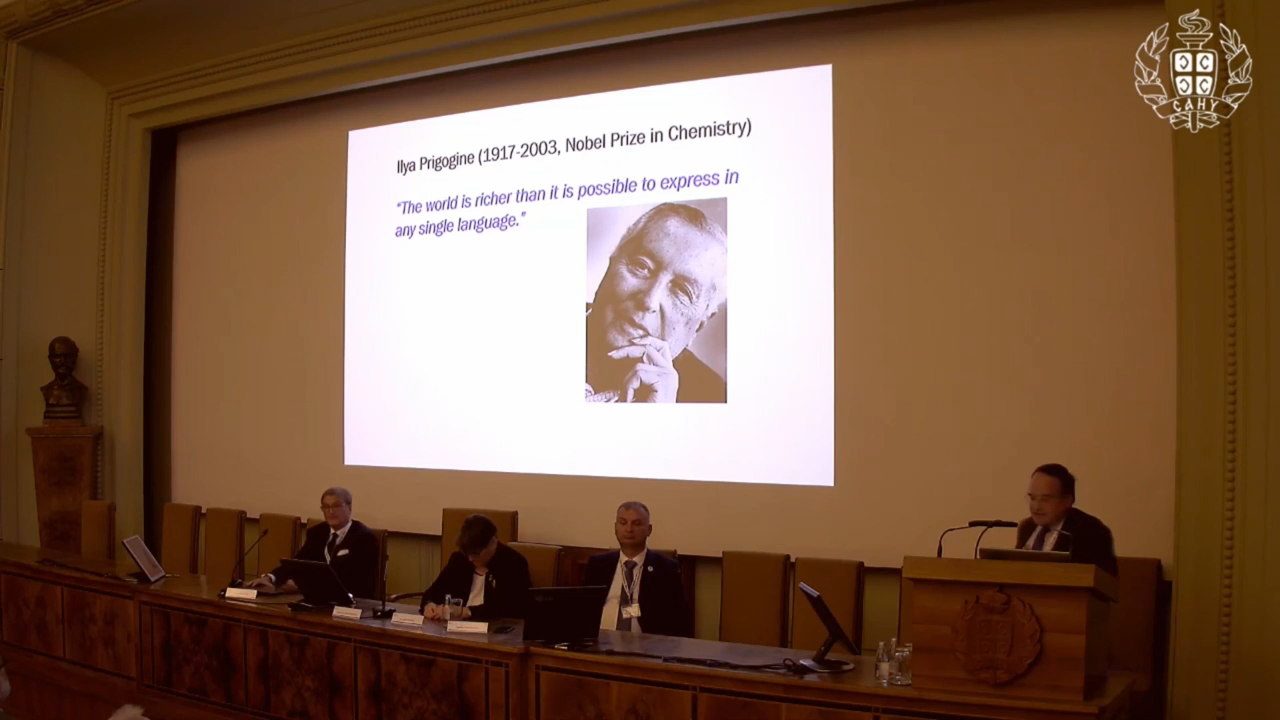 Ilya Prigogine (1917-2003, Nobel Prize in Chemistry)
“The world is richer than it is possible to express in
any single language.”
САНУ